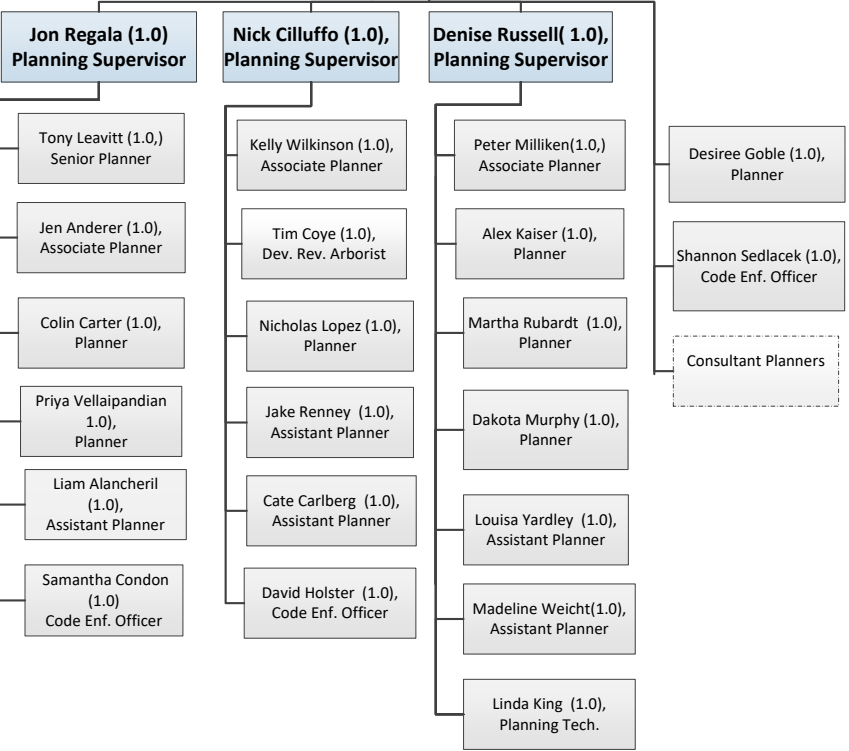 Jon Regala (1.0)
Planning Supervisor
Tony Leavitt (1.0,)
Senior Planner
Jen Anderer (1.0),
Associate Planner
Colin Carter (1.0),
Planner
Priya Vellaipandian
1.0),
Planner
Liam Alancheril
(1.0),
Assistant Planner
Samantha Condon
(1.0)
Code Enf. Officer
Nick Cilluffo (1.0),
Planning Supervisor
Kelly Wilkinson (1.0),
Associate Planner
Tim Coye (1.0),
Dev. Rev. Arborist
Nicholas Lopez (1.0),
Planner
Jake Renney (1.0),
Assistant Planner
Cate Carlberg (1.0),
Assistant Planner
David Holster (1.0),
Code Enf. Officer
Denise Russell( 1.0),
Planning Supervisor
Peter Milliken(1.0,)
Associate Planner
Alex Kaiser (1.0),
Planner
Martha Rubardt (1.0),
Planner
Dakota Murphy (1.0),
Planner
Louisa Yardley (1.0),
Assistant Planner
Madeline Weicht(1.0),
Assistant Planner
Linda King (1.0),
Planning Tech.
Desiree Goble (1.0),
Planner
Shannon Sedlacek (1.0),
Code Enf. Officer
Consultant Planners